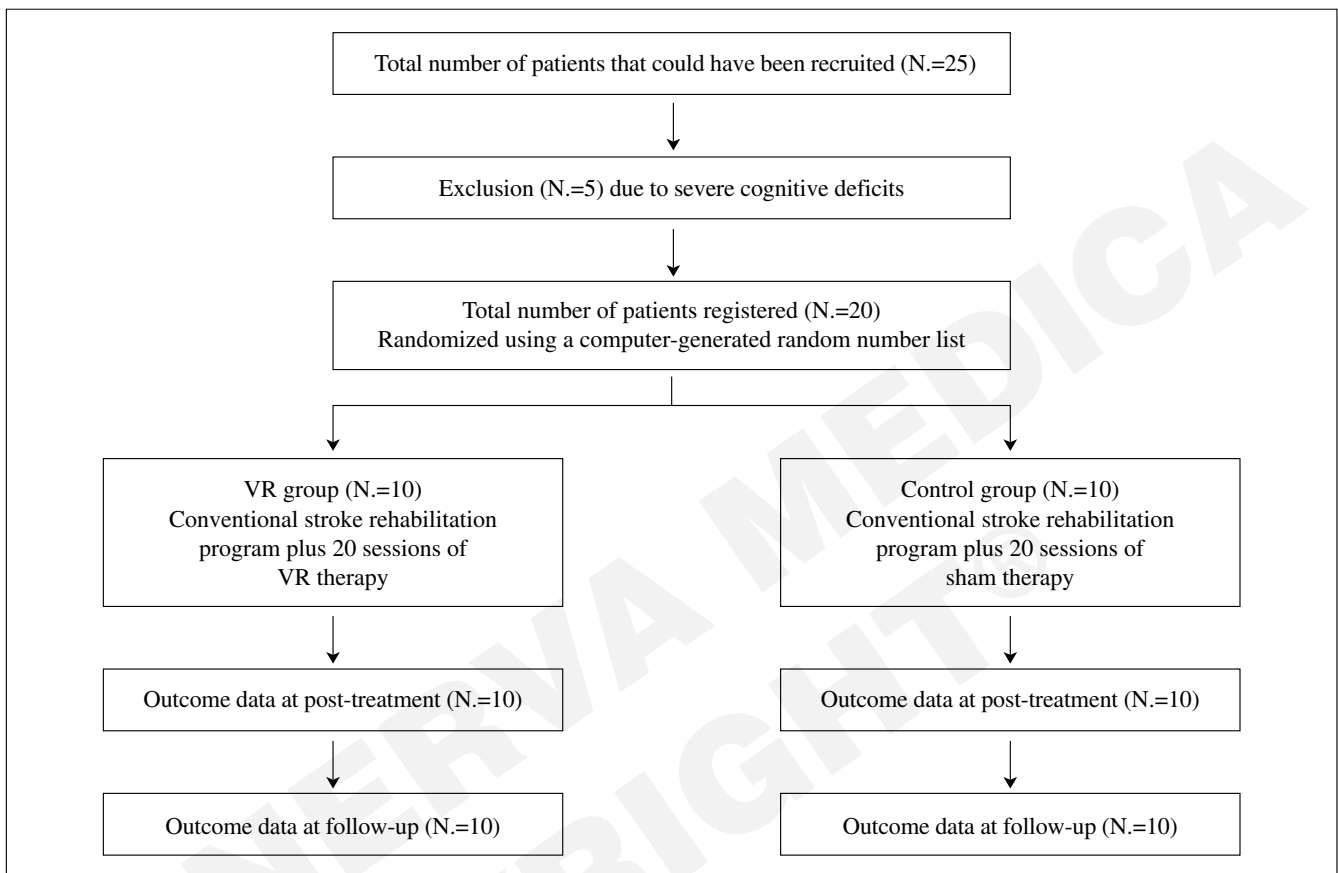 Total number of patients that could have been recruited (N.=25)
Exclusion (N.=5) due to severe cognitive deficits
Total number of patients registered (N.=20)
Randomized using a computer-generated random number list
VR group (N.=10)
Conventional stroke rehabilitation
program plus 20 sessions of
VR therapy
Control group (N.=10)
Conventional stroke rehabilitation
program plus 20 sessions of
sham therapy
Outcome data at post-treatment (N.=10)
Outcome data at post-treatment (N.=10)
Outcome data at follow-up (N.=10)
Outcome data at follow-up (N.=10)
NERVA MEDICA
YRIGHT®